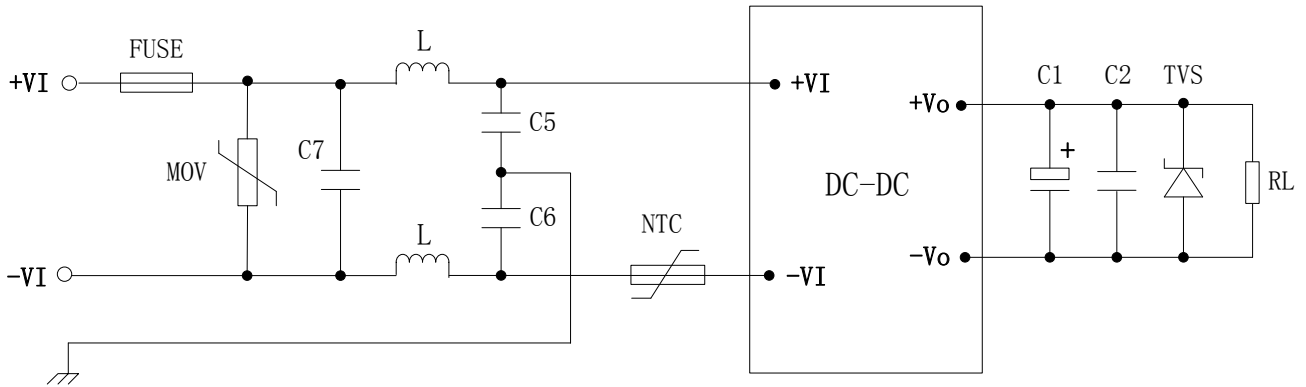 FUSE
L
+VI
+VI
C1
C2
TVS
+Vo
C5
+
MOV
C7
DC-DC
RL
C6
L
NTC
-Vo
-VI
-VI